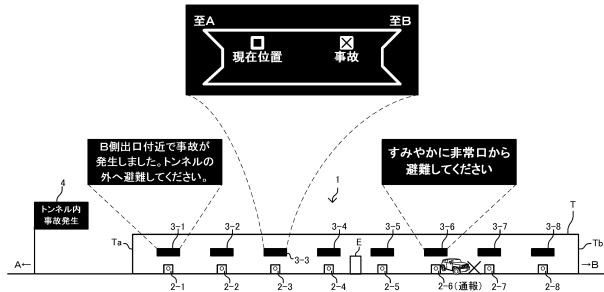 至A 至B
現在位置 事故
B側出口付近で事故が
発生しました。トンネルの
外へ避難してください。
すみやかに非常口から
避難してください
4
トンネル内
事故発生
1
T
3-1 3-2 3-3 3-4 3-5 3-6 3-7 3-8
Ta E Tb
A← →B
2-1 2-2 2-3 2-4 2-5 2-6(通報) 2-7 2-8